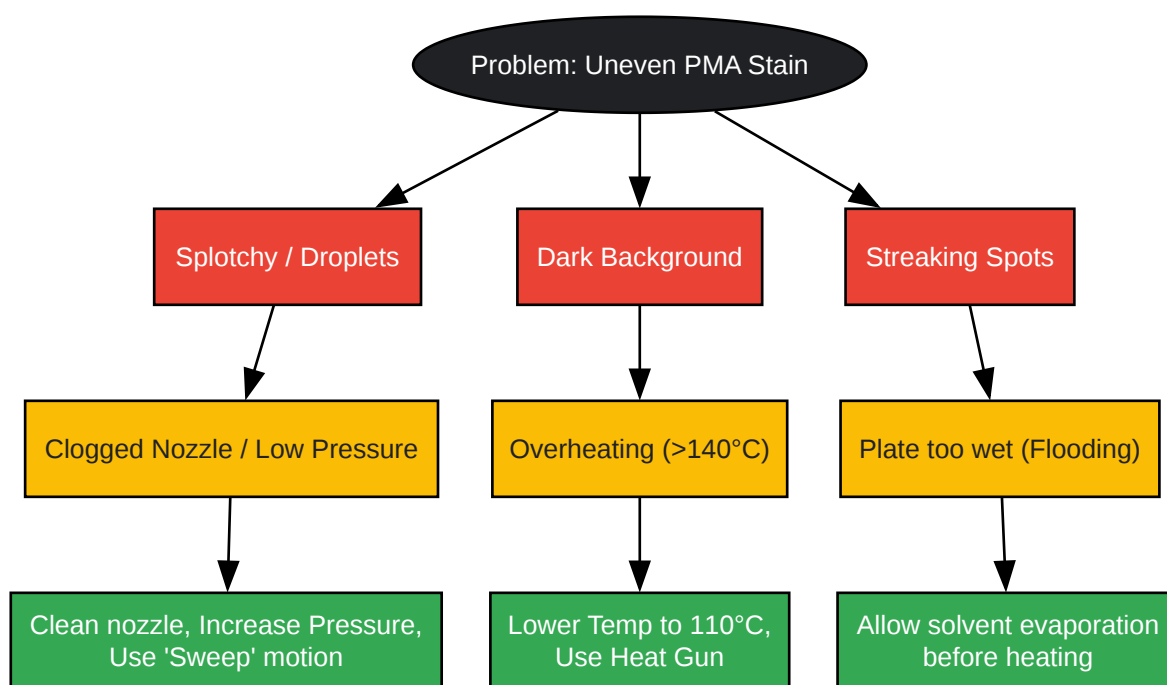 Problem: Uneven PMA Stain
Splotchy / Droplets
Dark Background
Streaking Spots
Clogged Nozzle / Low Pressure
Overheating (>140°C)
Plate too wet (Flooding)
Clean nozzle, Increase Pressure,
Use 'Sweep' motion
Lower Temp to 110°C,
Use Heat Gun
Allow solvent evaporation
before heating